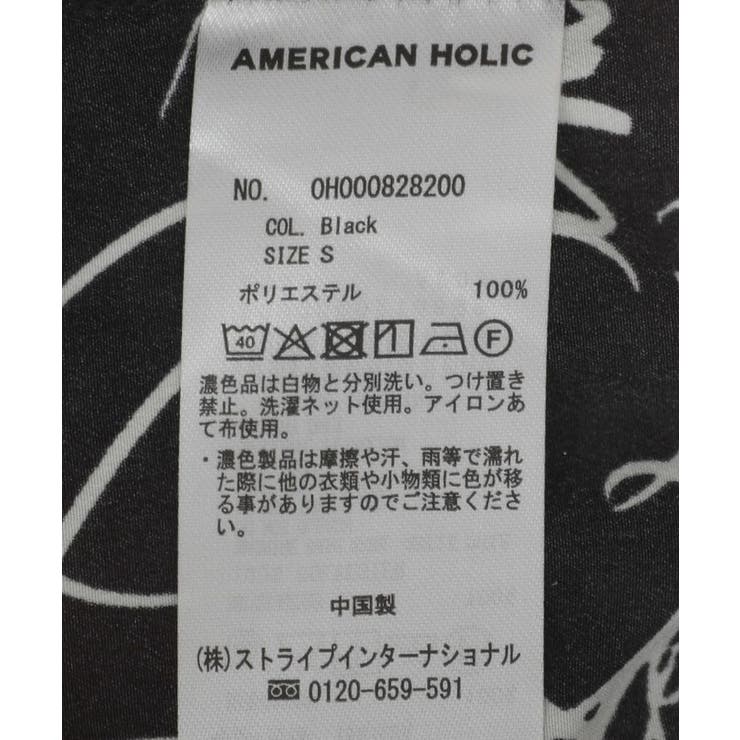 AMERICAN HOLIC
NO. OH000828200
COL. Black
SIZE S
ポリエステル 100%
40 F
濃色品は白物と分別洗い。つけ置き
禁止。洗濯ネット使用。アイロンあ
て布使用。
・濃色製品は摩擦や汗、雨等で濡れ
た際に他の衣類や小物類に色が移
る事がありますのでご注意くださ
い。
中国製
(株)ストライプインターナショナル
0120-659-591